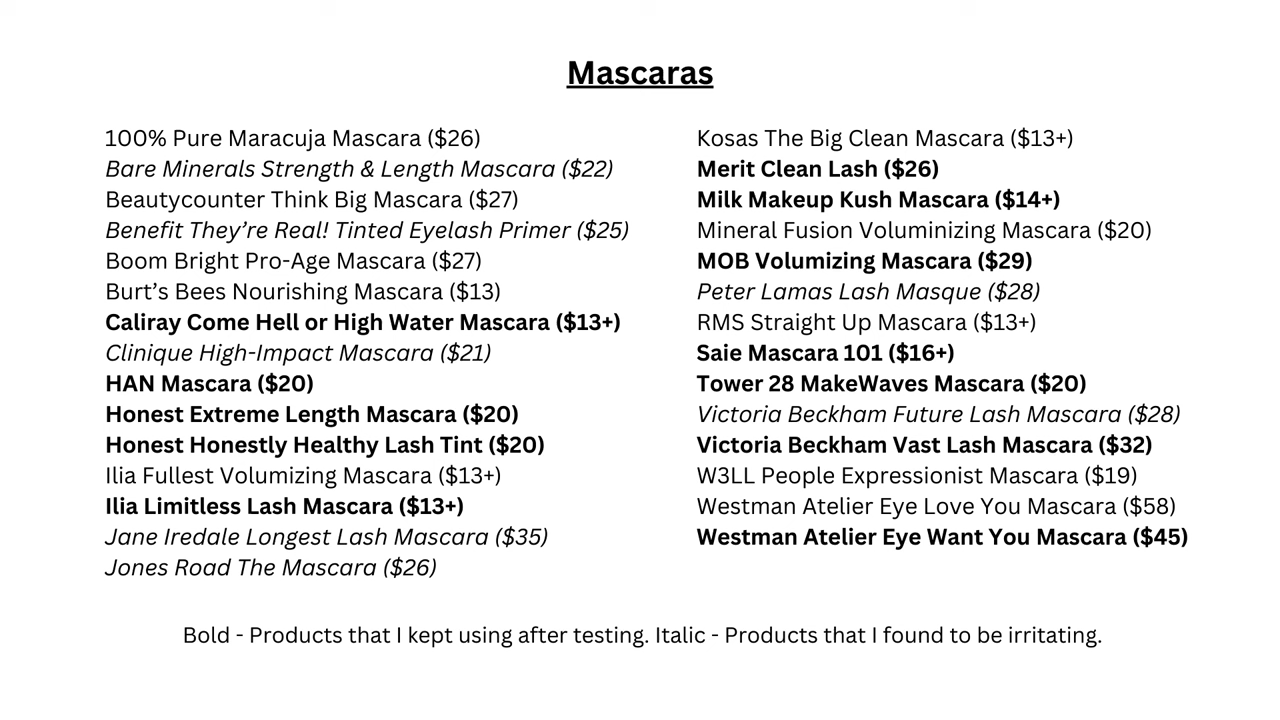 Mascaras
100% Pure Maracuja Mascara ($26)
Bare Minerals Strength & Length Mascara ($22)
Beautycounter Think Big Mascara ($27)
Benefit They’re Real! Tinted Eyelash Primer ($25)
Boom Bright Pro-Age Mascara ($27)
Burt’s Bees Nourishing Mascara ($13)
Caliray Come Hell or High Water Mascara ($13+)
Clinique High-Impact Mascara ($21)
HAN Mascara ($20)
Honest Extreme Length Mascara ($20)
Honest Honestly Healthy Lash Tint ($20)
Ilia Fullest Volumizing Mascara ($13+)
Ilia Limitless Lash Mascara ($13+)
Jane Iredale Longest Lash Mascara ($35)
Jones Road The Mascara ($26)
Kosas The Big Clean Mascara ($13+)
Merit Clean Lash ($26)
Milk Makeup Kush Mascara ($14+)
Mineral Fusion Voluminizing Mascara ($20)
MOB Volumizing Mascara ($29)
Peter Lamas Lash Masque ($28)
RMS Straight Up Mascara ($13+)
Saie Mascara 101 ($16+)
Tower 28 MakeWaves Mascara ($20)
Victoria Beckham Future Lash Mascara ($28)
Victoria Beckham Vast Lash Mascara ($32)
W3LL People Expressionist Mascara ($19)
Westman Atelier Eye Love You Mascara ($58)
Westman Atelier Eye Want You Mascara ($45)
Bold - Products that I kept using after testing. Italic - Products that I found to be irritating.